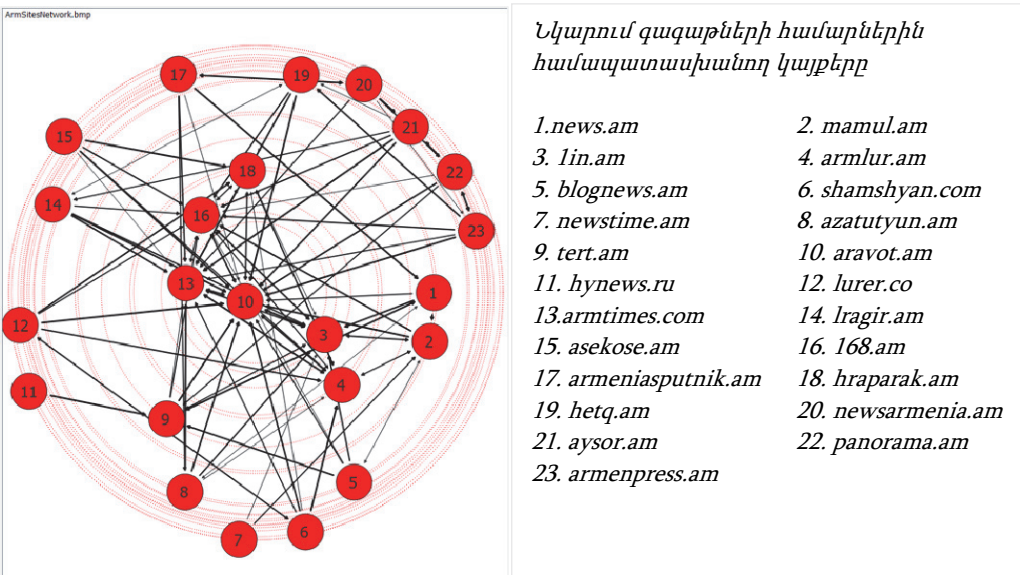 ArmSitesNetwork.bmp
17
19
20
21
15
18
22
14
16
23
13
10
1
12
3
2
4
11
9
5
8
6
7
Նկարում գագաթների համարներին
համապատասխանող կայքերը
1.news.am 2. mamul.am
3. 1in.am 4. armlur.am
5. blognews.am 6. shamshyan.com
7. newstime.am 8. azatutyun.am
9. tert.am 10. aravot.am
11. hynews.ru 12. lurer.co
13.armtimes.com 14. lragir.am
15. asekose.am 16. 168.am
17. armeniasputnik.am 18. hraparak.am
19. hetq.am 20. newsarmenia.am
21. aysor.am 22. panorama.am
23. armenpress.am